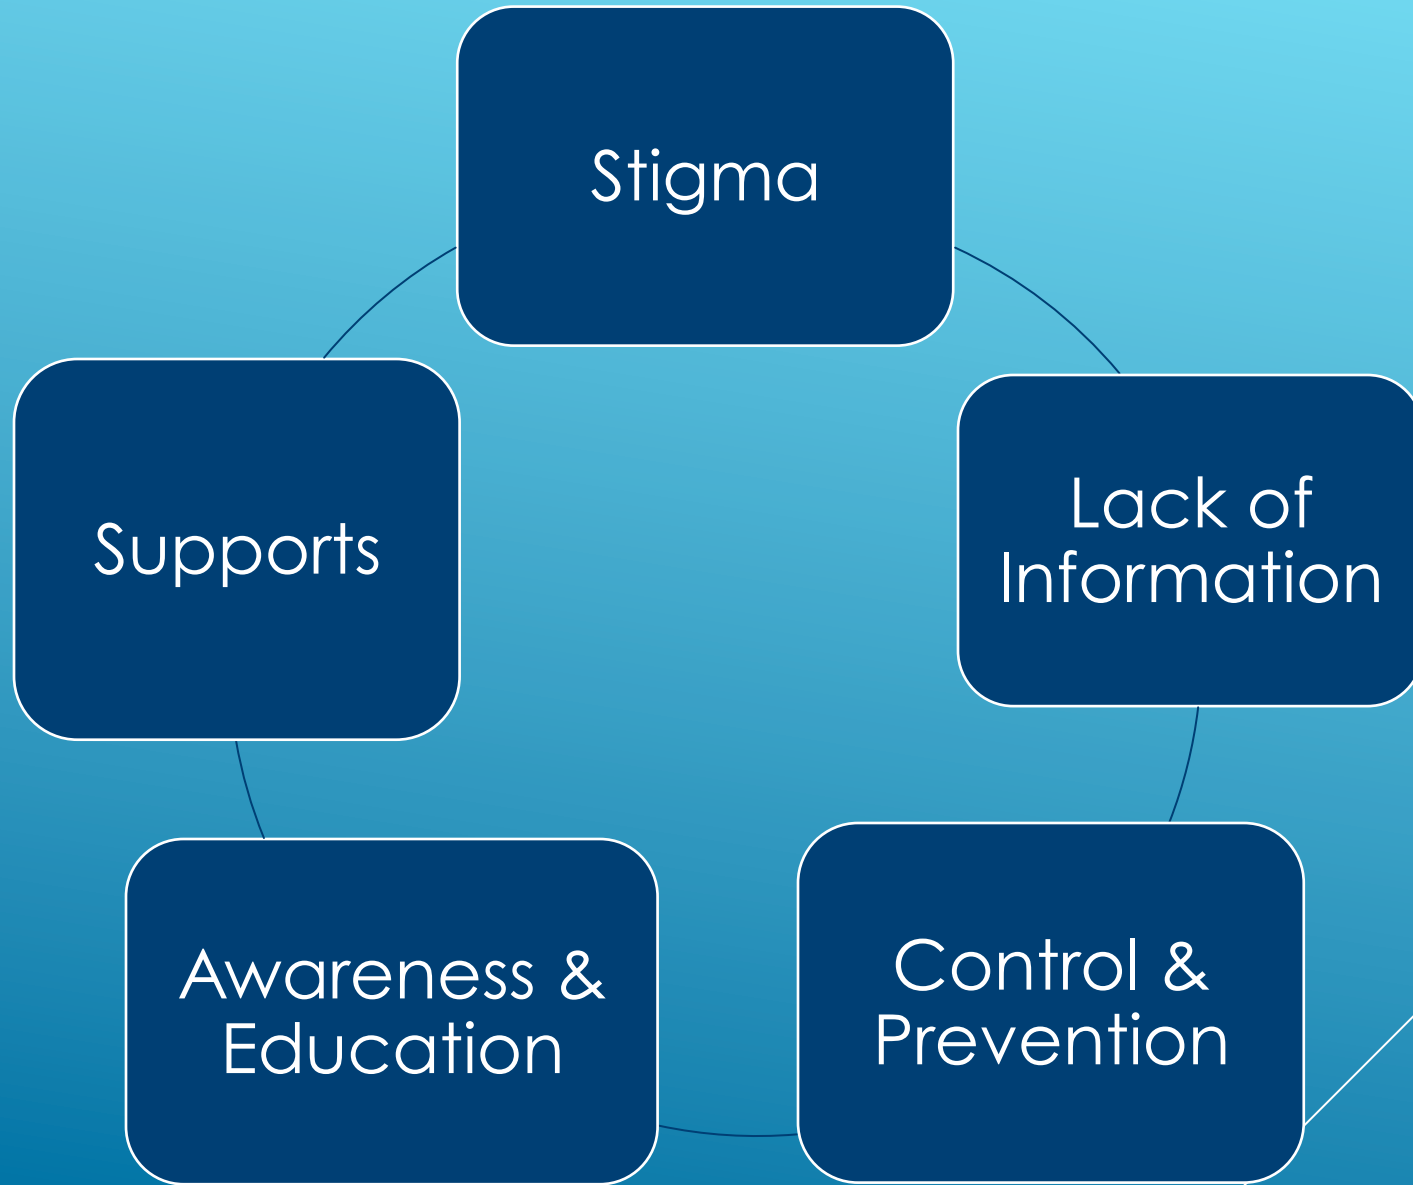 Stigma
Lack of
Information
Control &
Prevention
Awareness &
Education
Supports